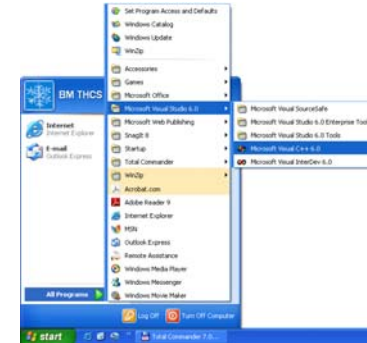 Set Program Access and Defaults
Windows Catalog
Windows Update
WinZip
Accessories
Games
Microsoft Office
Microsoft Visual Studio 6.0
Microsoft Web Publishing
SnagIt 8
Startup
Total Commander
WinZip
Acrobat.com
Adobe Reader 9
Internet Explorer
MSN
Outlook Express
Remote Assistance
Windows Media Player
Windows Messenger
Windows Movie Maker
BM THCS
Internet
Internet Explorer
E-mail
Outlook Express
All Programs
Microsoft Visual SourceSafe
Microsoft Visual Studio 6.0 Enterprise Tools
Microsoft Visual Studio 6.0 Tools
Microsoft Visual C++ 6.0
Microsoft Visual InterDev 6.0
Log Off
Turn Off Computer
start
Total Commander 7.0...